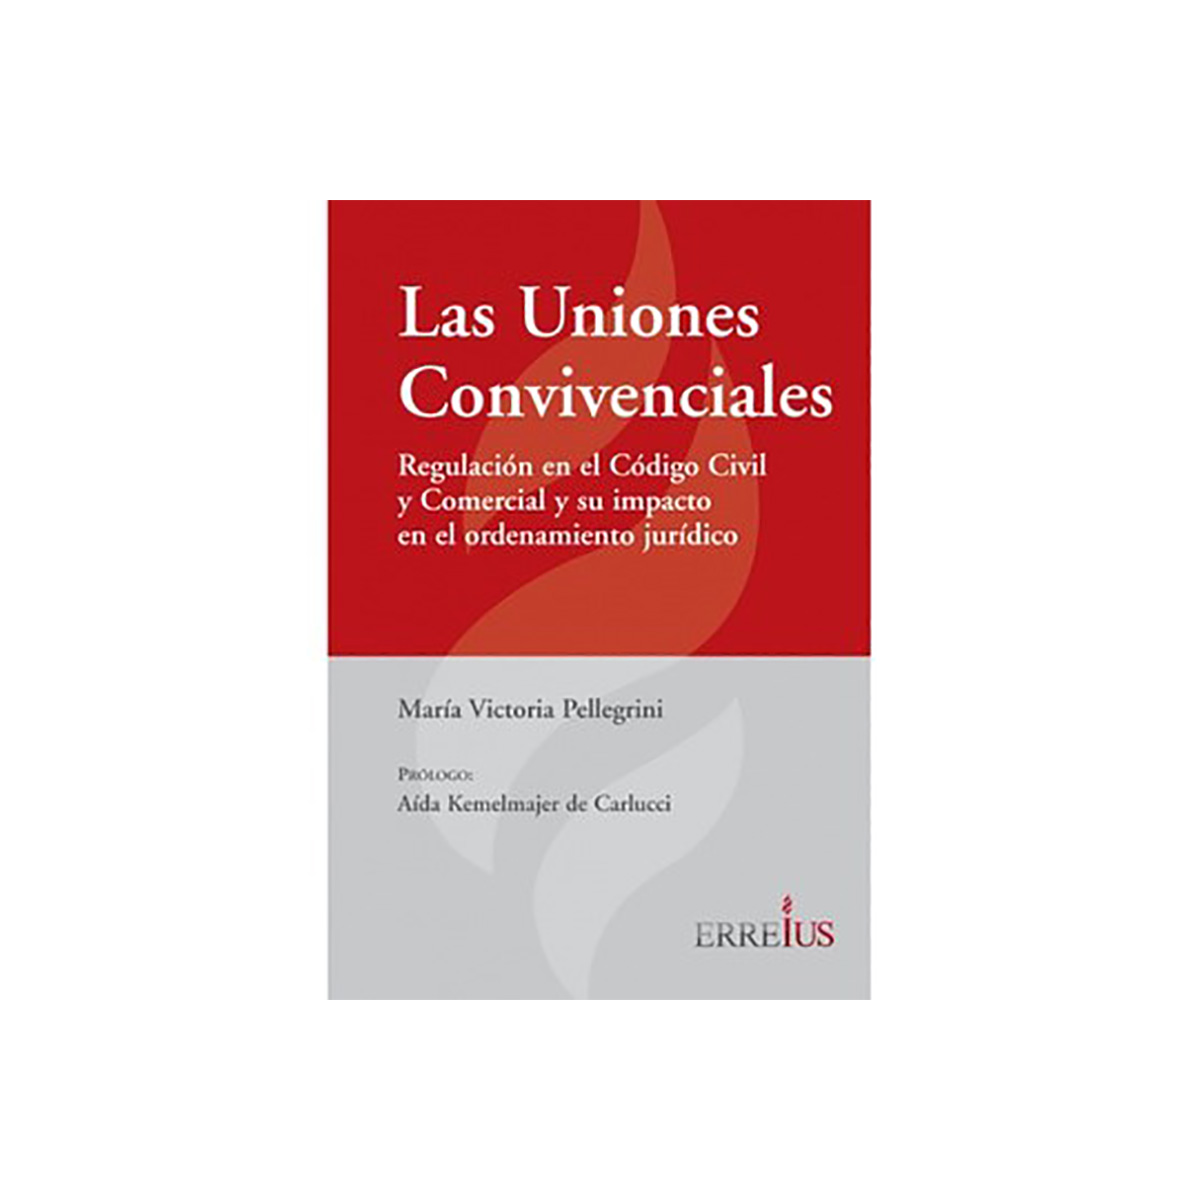 Las Uniones
Convivenciales
Regulación en el Código Civil
y Comercial y su impacto
en el ordenamiento jurídico
María Victoria Pellegrini
PRÓLOGO:
Aída Kemelmajer de Carlucci
ERREIUS